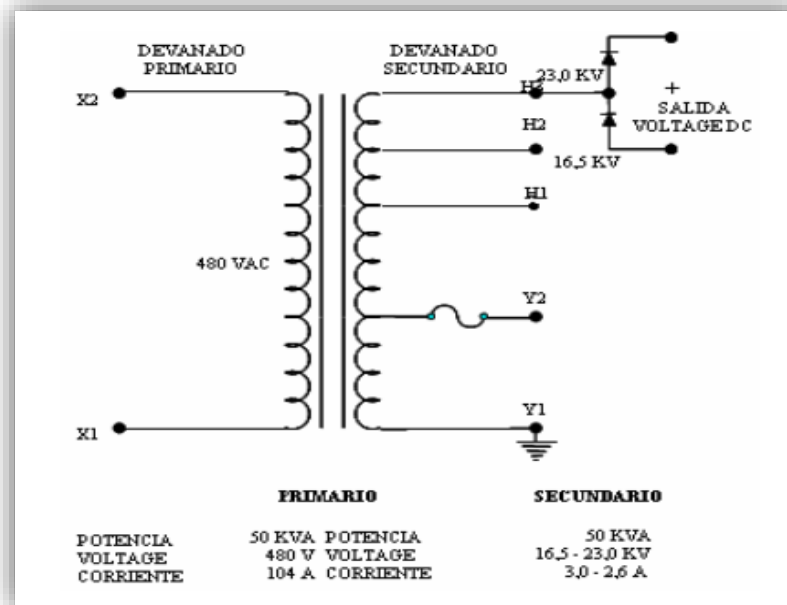 DEVANADO
PRIMARIO
DEVANADO
SECUNDARIO
X2
H3
23,0 KV
+
SALIDA
VOLTAGE DC
H2
16,5 KV
H1
480 VAC
Y2
X1
Y1
PRIMARIO SECUNDARIO
POTENCIA 50 KVA POTENCIA 50 KVA
VOLTAGE 480 V VOLTAGE 16,5 - 23,0 KV
CORRIENTE 104 A CORRIENTE 3,0 - 2,6 A